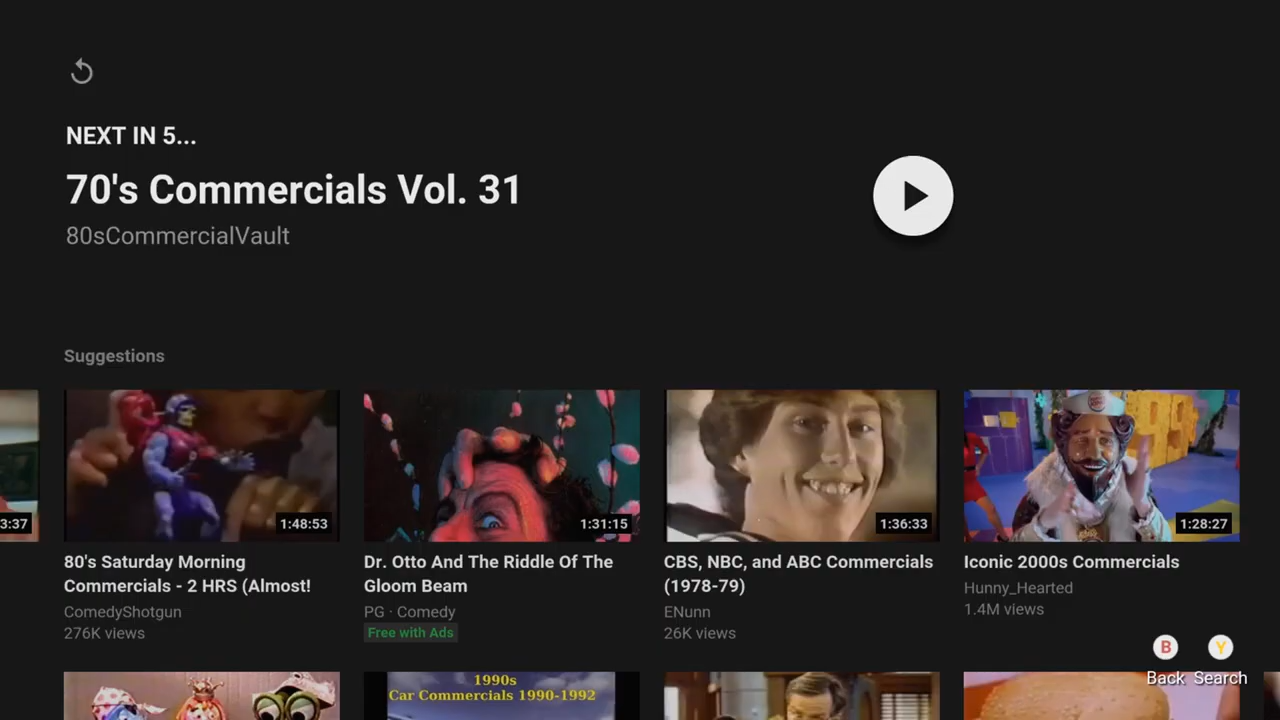 NEXT IN 5...
70's Commercials Vol. 31
80sCommercialVault
Suggestions
3:37
1:48:53
1:31:15
1:36:33
1:28:27
80's Saturday Morning
Commercials - 2 HRS (Almost!
ComedyShotgun
276K views
Dr. Otto And The Riddle Of The
Gloom Beam
PG · Comedy
Free with Ads
CBS, NBC, and ABC Commercials
(1978-79)
ENunn
26K views
Iconic 2000s Commercials
Hunny_Hearted
1.4M views
B
Y
Back
Search
1990s
Car Commercials 1990-1992